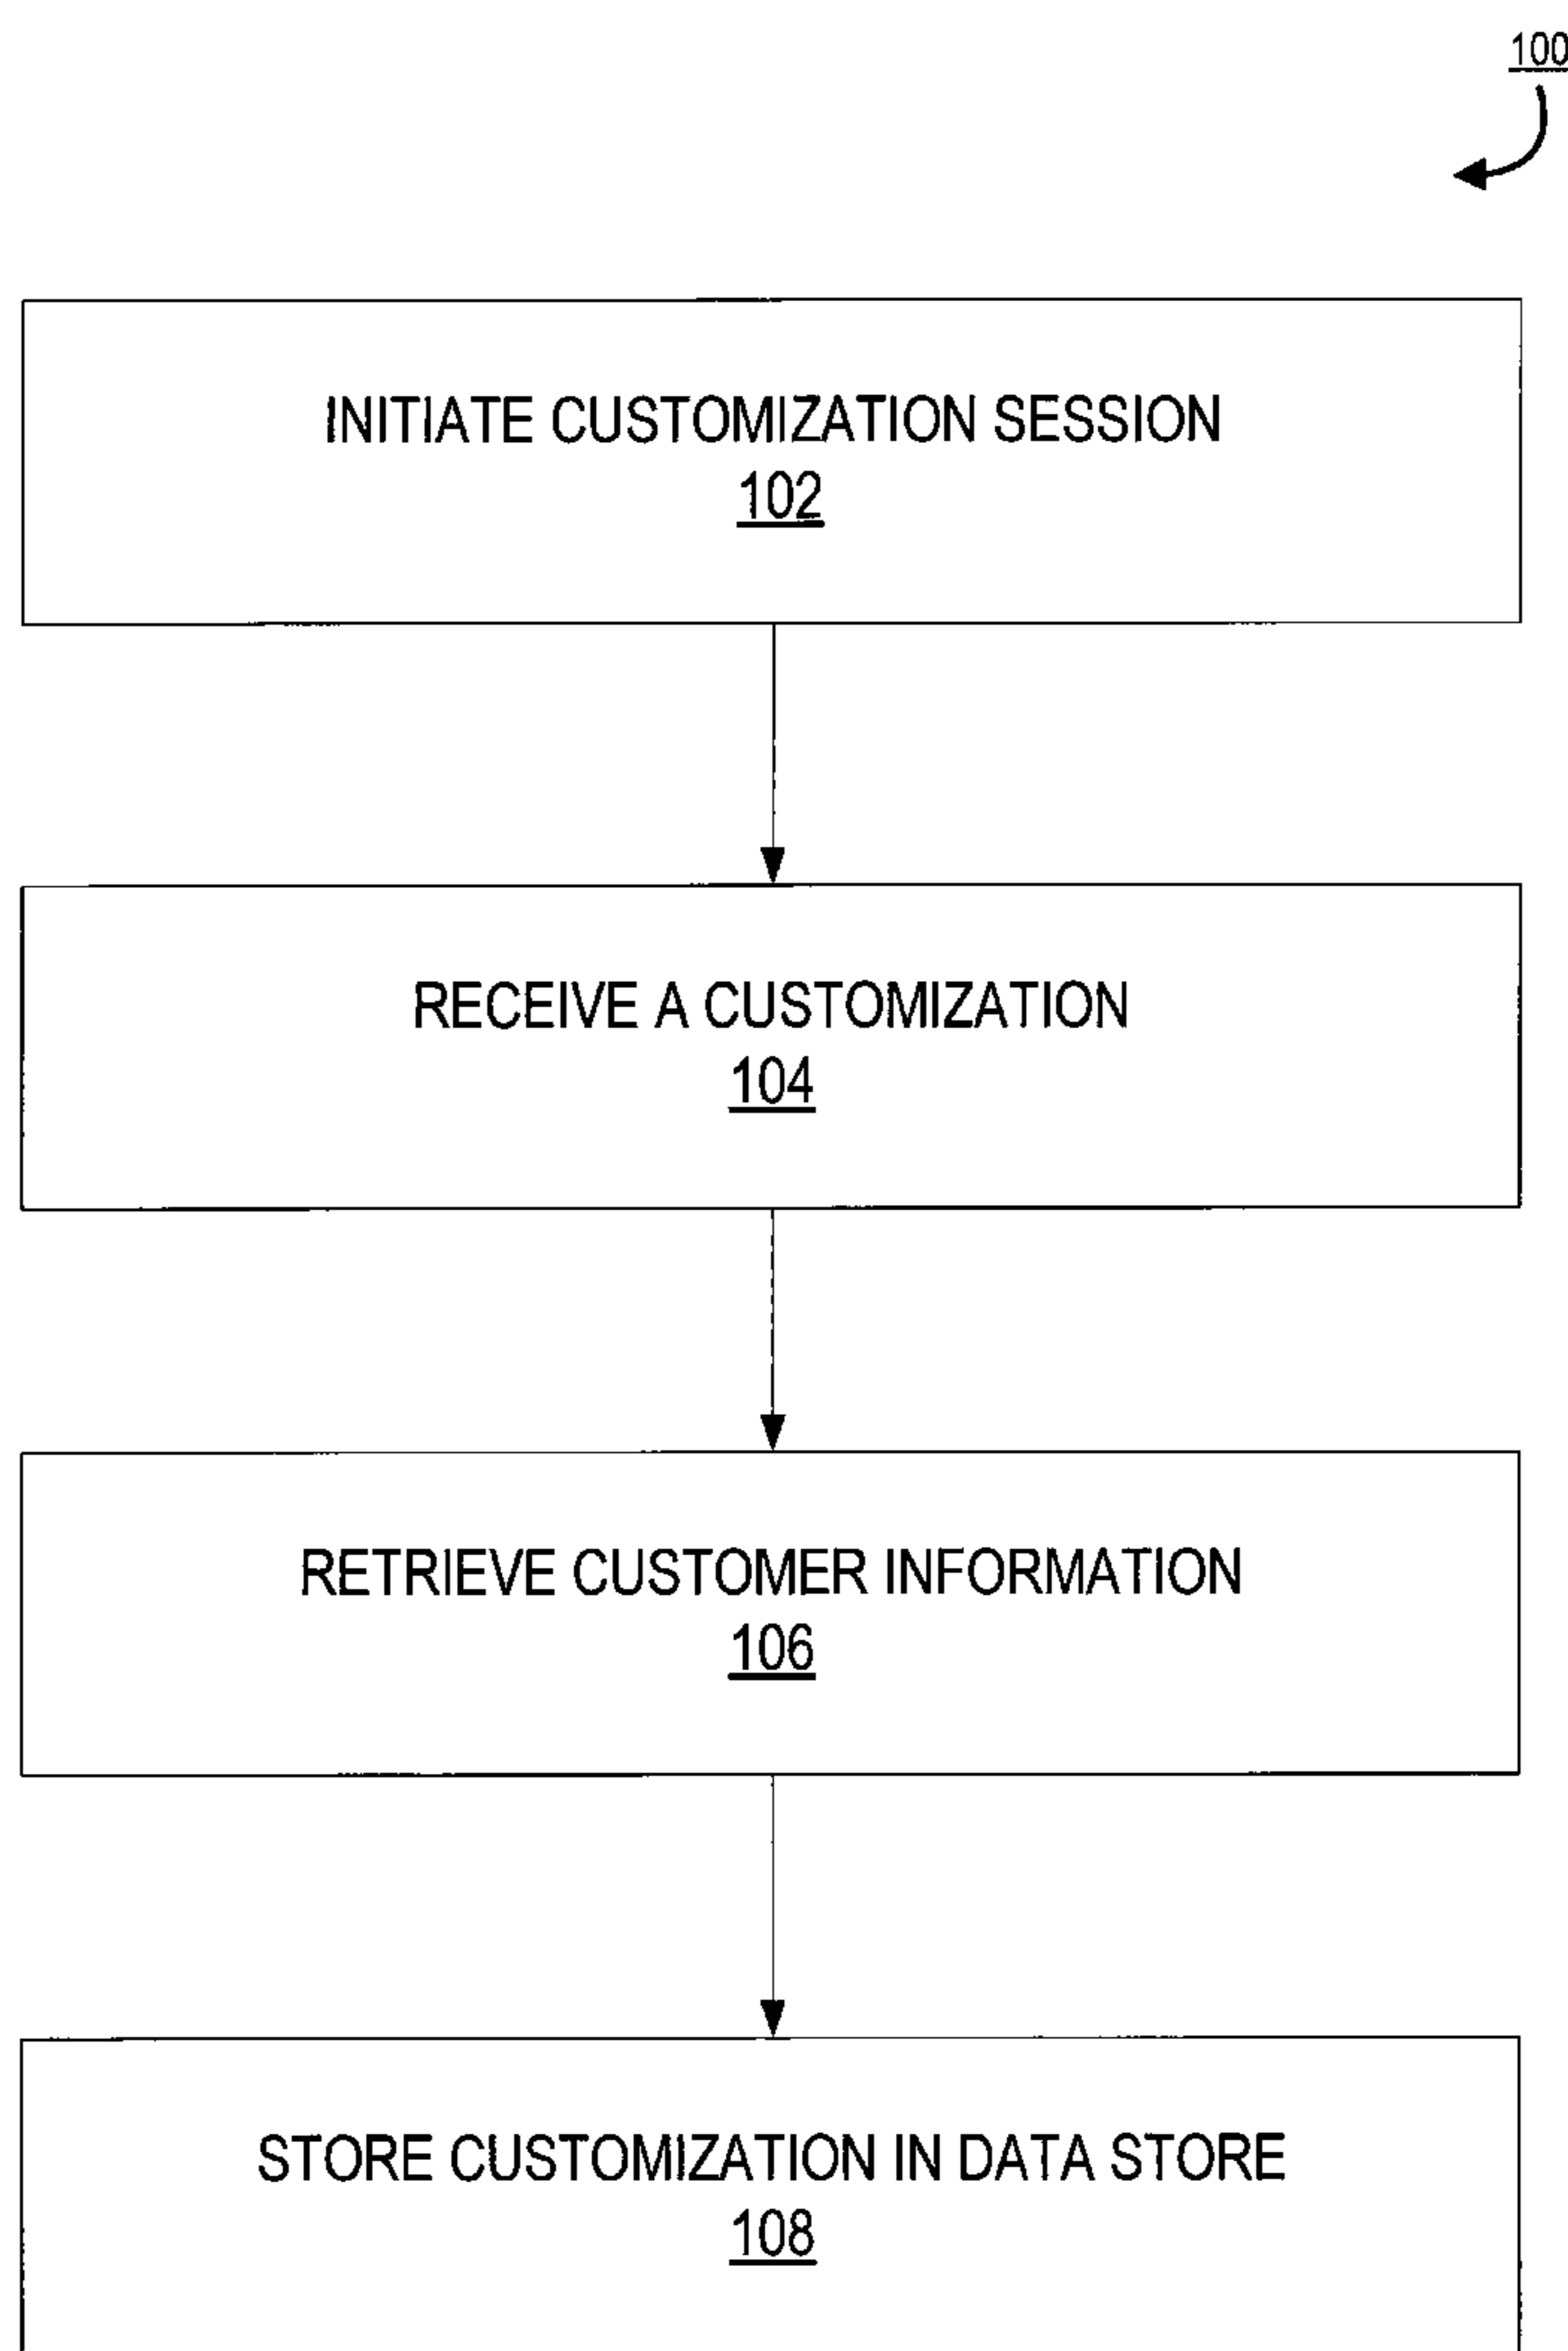 100
INITIATE CUSTOMIZATION SESSION
102
RECEIVE A CUSTOMIZATION
104
RETRIEVE CUSTOMER INFORMATION
106
STORE CUSTOMIZATION IN DATA STORE
108